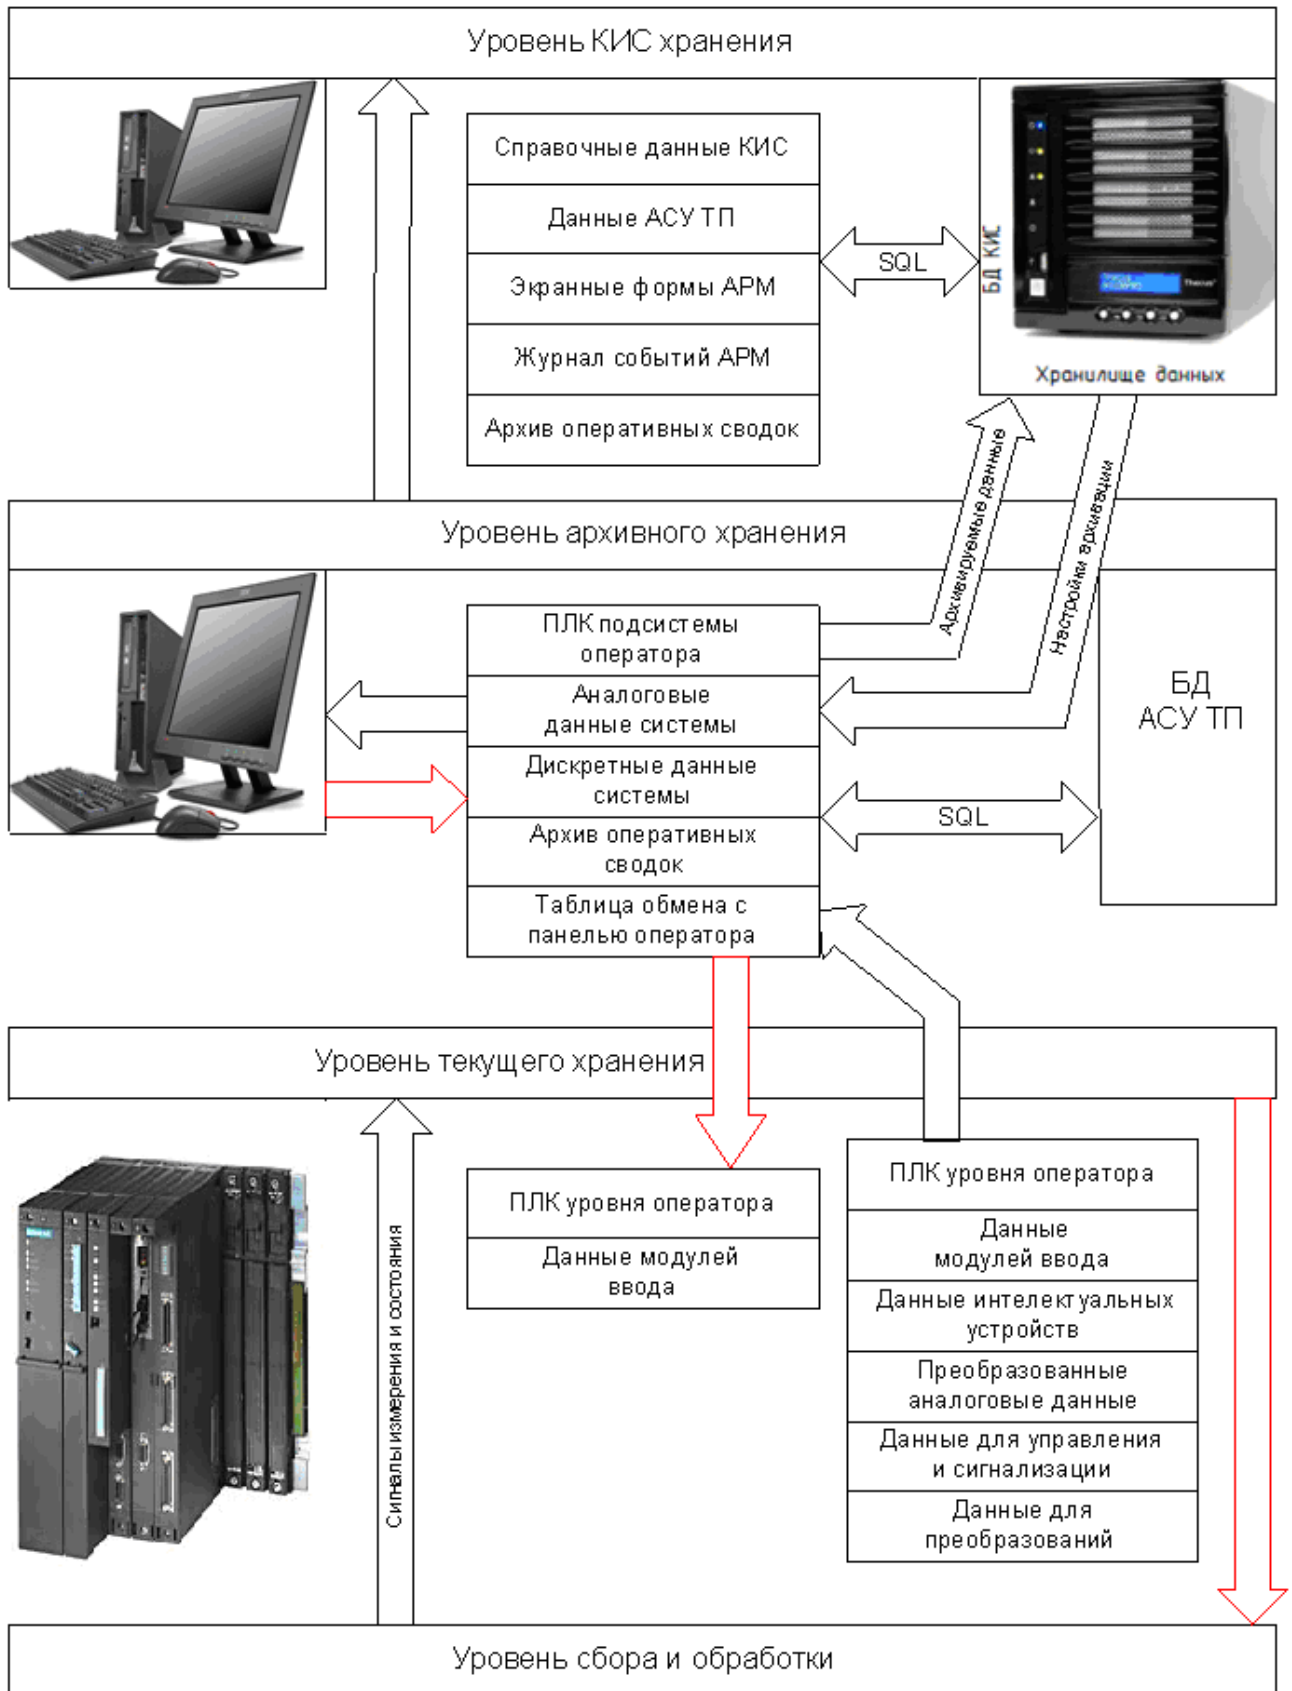 Уровень КИС хранения
Справочные данные КИС
Данные АСУ ТП
Экранные формы АРМ
Журнал событий АРМ
Архив оперативных сводок
SQL
БД КИС
Thecus
Хранилище данных
Архивируемые данные
Настройки архивации
Уровень архивного хранения
ПЛК подсистемы
оператора
Аналоговые
данные системы
Дискретные данные
системы
Архив оперативных
сводок
Таблица обмена с
панелью оператора
SQL
БД
АСУ ТП
Уровень текущего хранения
Сигналы измерения и состояния
ПЛК уровня оператора
Данные модулей
ввода
ПЛК уровня оператора
Данные
модулей ввода
Данные интелектуальных
устройств
Преобразованные
аналоговые данные
Данные для управления
и сигнализации
Данные для
преобразований
Уровень сбора и обработки